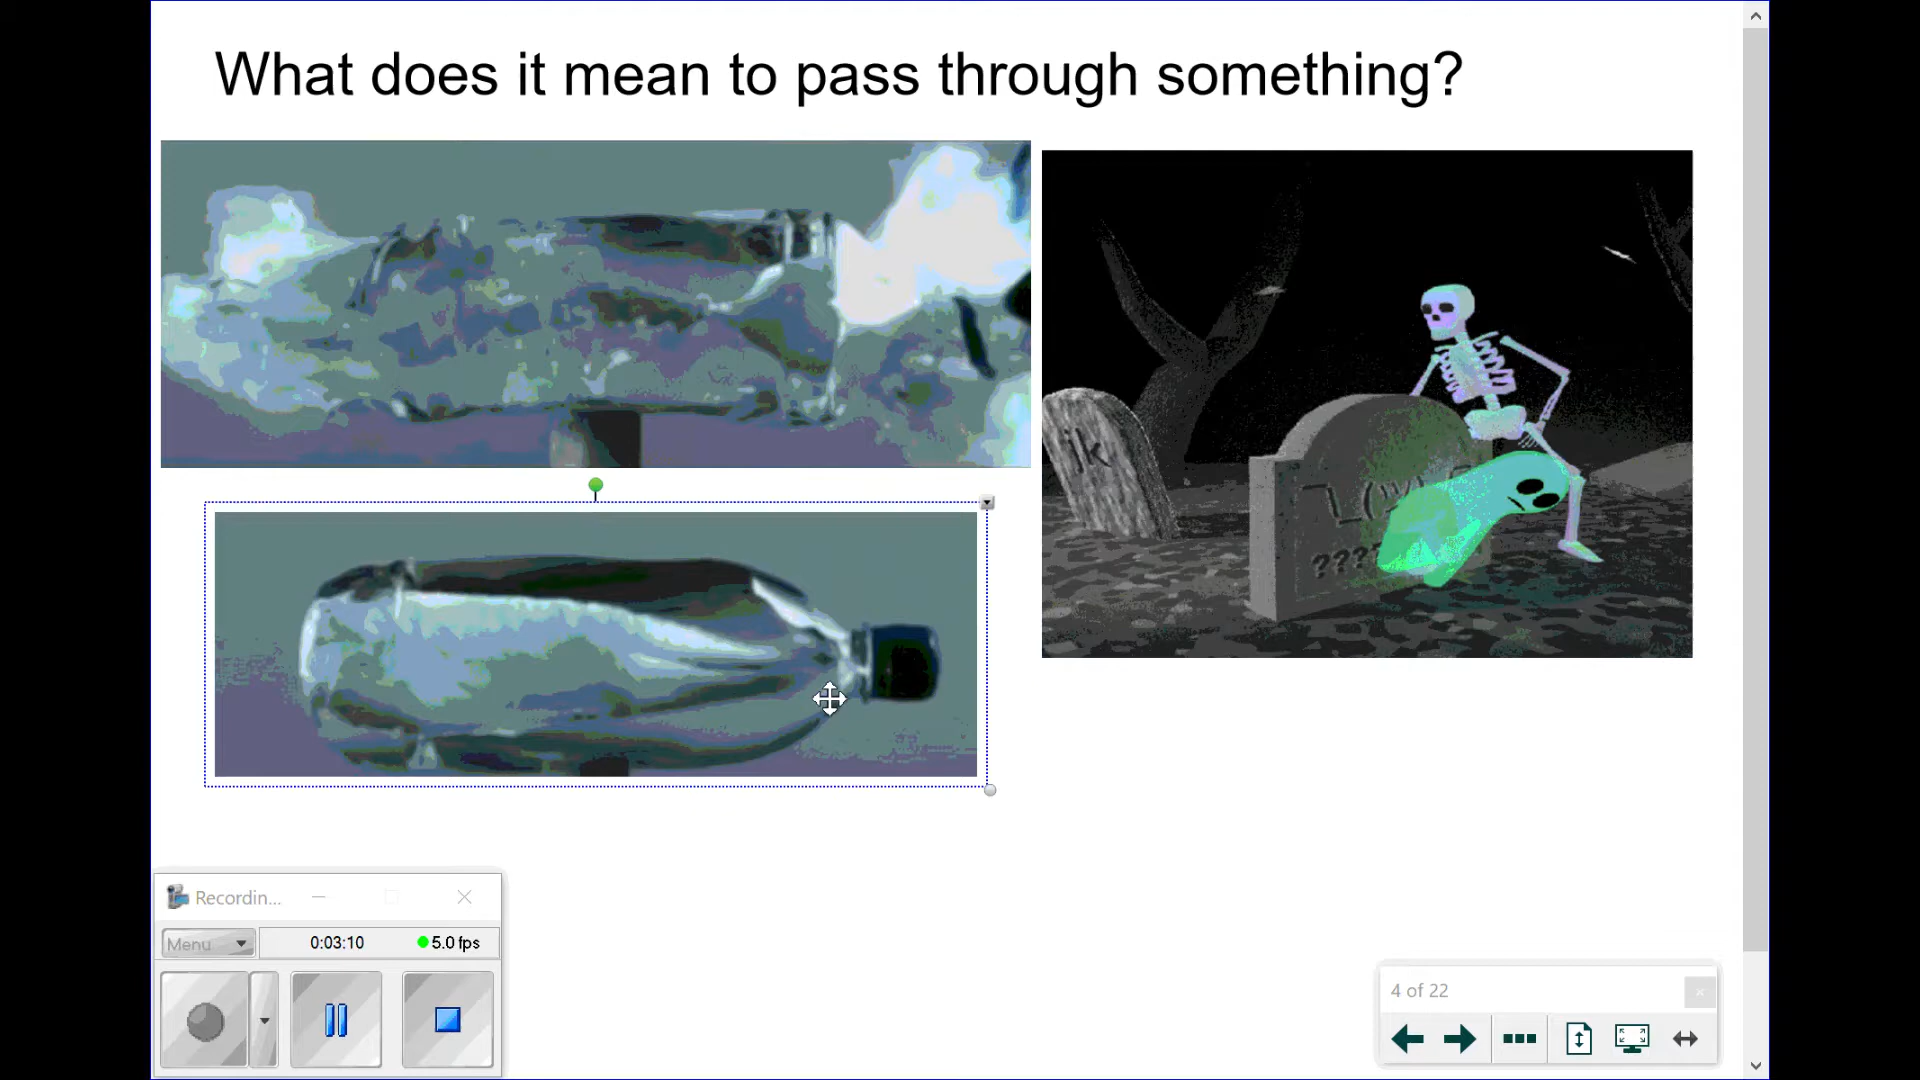 What does it mean to pass through something?
jk
????
Recordin...
Menu
0:03:10
5.0 fps
4 of 22